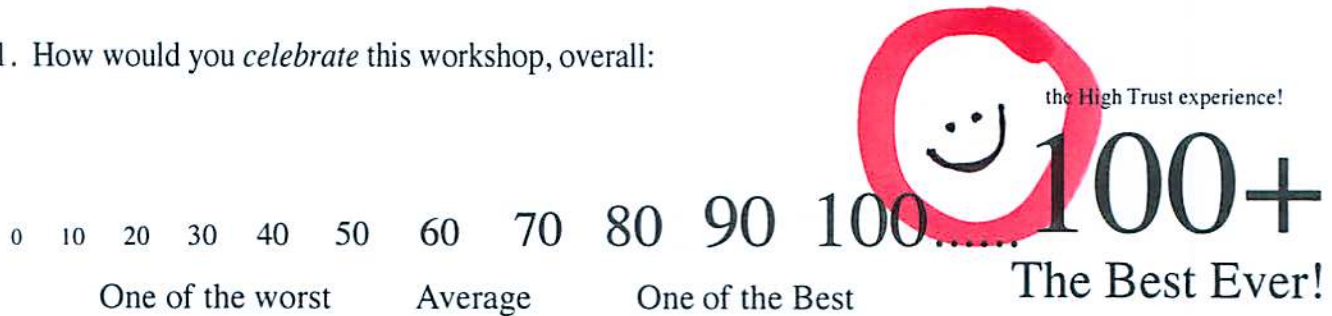 1. How would you celebrate this workshop, overall:
the High Trust experience!
0 10 20 30 40 50 60 70 80 90 100...... 100+
One of the worst Average One of the Best The Best Ever!